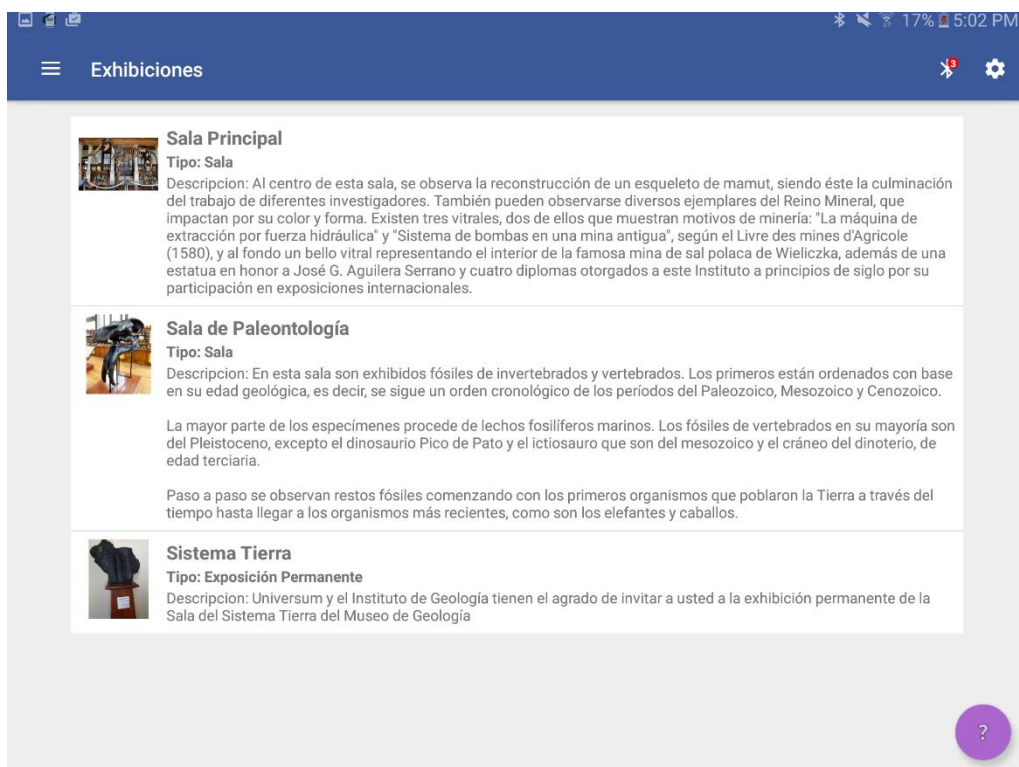 17% 5:02 PM
Exhibiciones
3
Sala Principal
Tipo: Sala
Descripcion: Al centro de esta sala, se observa la reconstrucción de un esqueleto de mamut, siendo éste la culminación
del trabajo de diferentes investigadores. También pueden observarse diversos ejemplares del Reino Mineral, que
impactan por su color y forma. Existen tres vitrales, dos de ellos que muestran motivos de minería: "La máquina de
extracción por fuerza hidráulica" y "Sistema de bombas en una mina antigua", según el Livre des mines d'Agricole
(1580), y al fondo un bello vitral representando el interior de la famosa mina de sal polaca de Wieliczka, además de una
estatua en honor a José G. Aguilera Serrano y cuatro diplomas otorgados a este Instituto a principios de siglo por su
participación en exposiciones internacionales.
Sala de Paleontología
Tipo: Sala
Descripcion: En esta sala son exhibidos fósiles de invertebrados y vertebrados. Los primeros están ordenados con base
en su edad geológica, es decir, se sigue un orden cronológico de los períodos del Paleozoico, Mesozoico y Cenozoico.
La mayor parte de los especímenes procede de lechos fosilíferos marinos. Los fósiles de vertebrados en su mayoría son
del Pleistoceno, excepto el dinosaurio Pico de Pato y el ictiosauro que son del mesozoico y el cráneo del dinoterio, de
edad terciaria.
Paso a paso se observan restos fósiles comenzando con los primeros organismos que poblaron la Tierra a través del
tiempo hasta llegar a los organismos más recientes, como son los elefantes y caballos.
Sistema Tierra
Tipo: Exposición Permanente
Descripcion: Universum y el Instituto de Geología tienen el agrado de invitar a usted a la exhibición permanente de la
Sala del Sistema Tierra del Museo de Geología
?